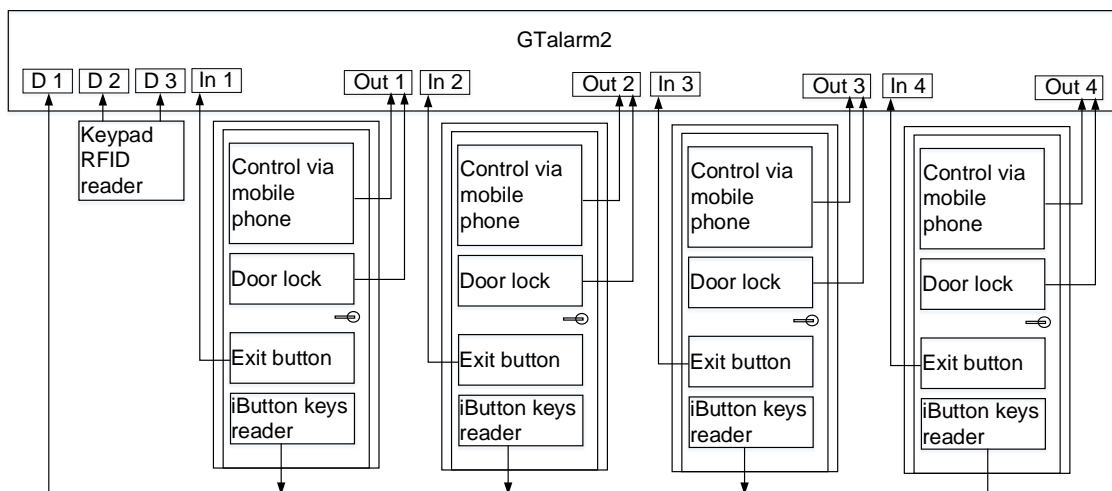 GTalarm2
D 1
D 2
D 3
In 1
Out 1
In 2
Out 2
In 3
Out 3
In 4
Out 4
Keypad
RFID
reader
Control via
mobile
phone
Door lock
Exit button
iButton keys
reader
Control via
mobile
phone
Door lock
Exit button
iButton keys
reader
Control via
mobile
phone
Door lock
Exit button
iButton keys
reader
Control via
mobile
phone
Door lock
Exit button
iButton keys
reader